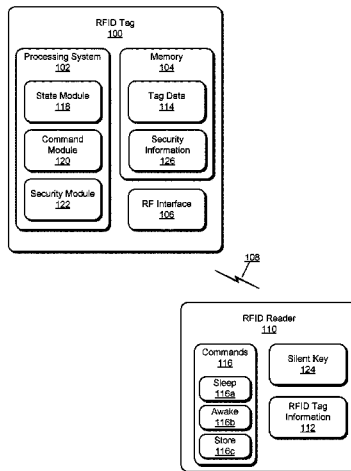 RFID Tag
100
Processing System
102
State Module
118
Command
Module
120
Security Module
122
Memory
104
Tag Data
114
Security
Information
126
RF Interface
106
108
RFID Reader
110
Commands
116
Sleep
116a
Awake
116b
Store
116c
Silent Key
124
RFID Tag
Information
112